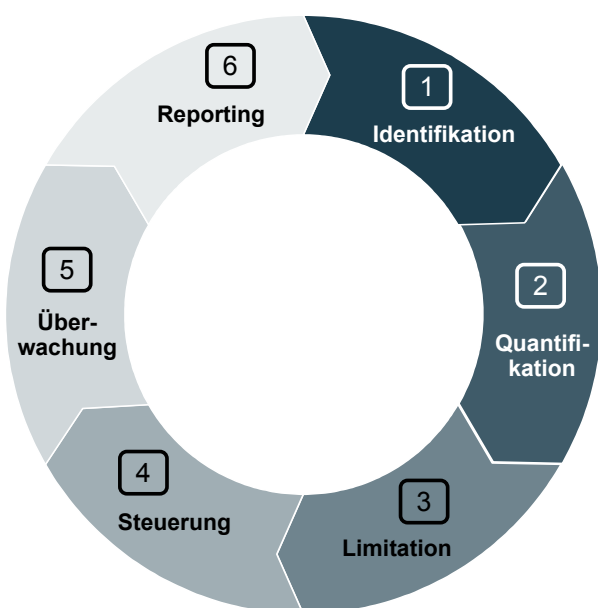 1
Identifikation
2
Quantifi-
kation
3
Limitation
4
Steuerung
5
Über-
wachung
6
Reporting